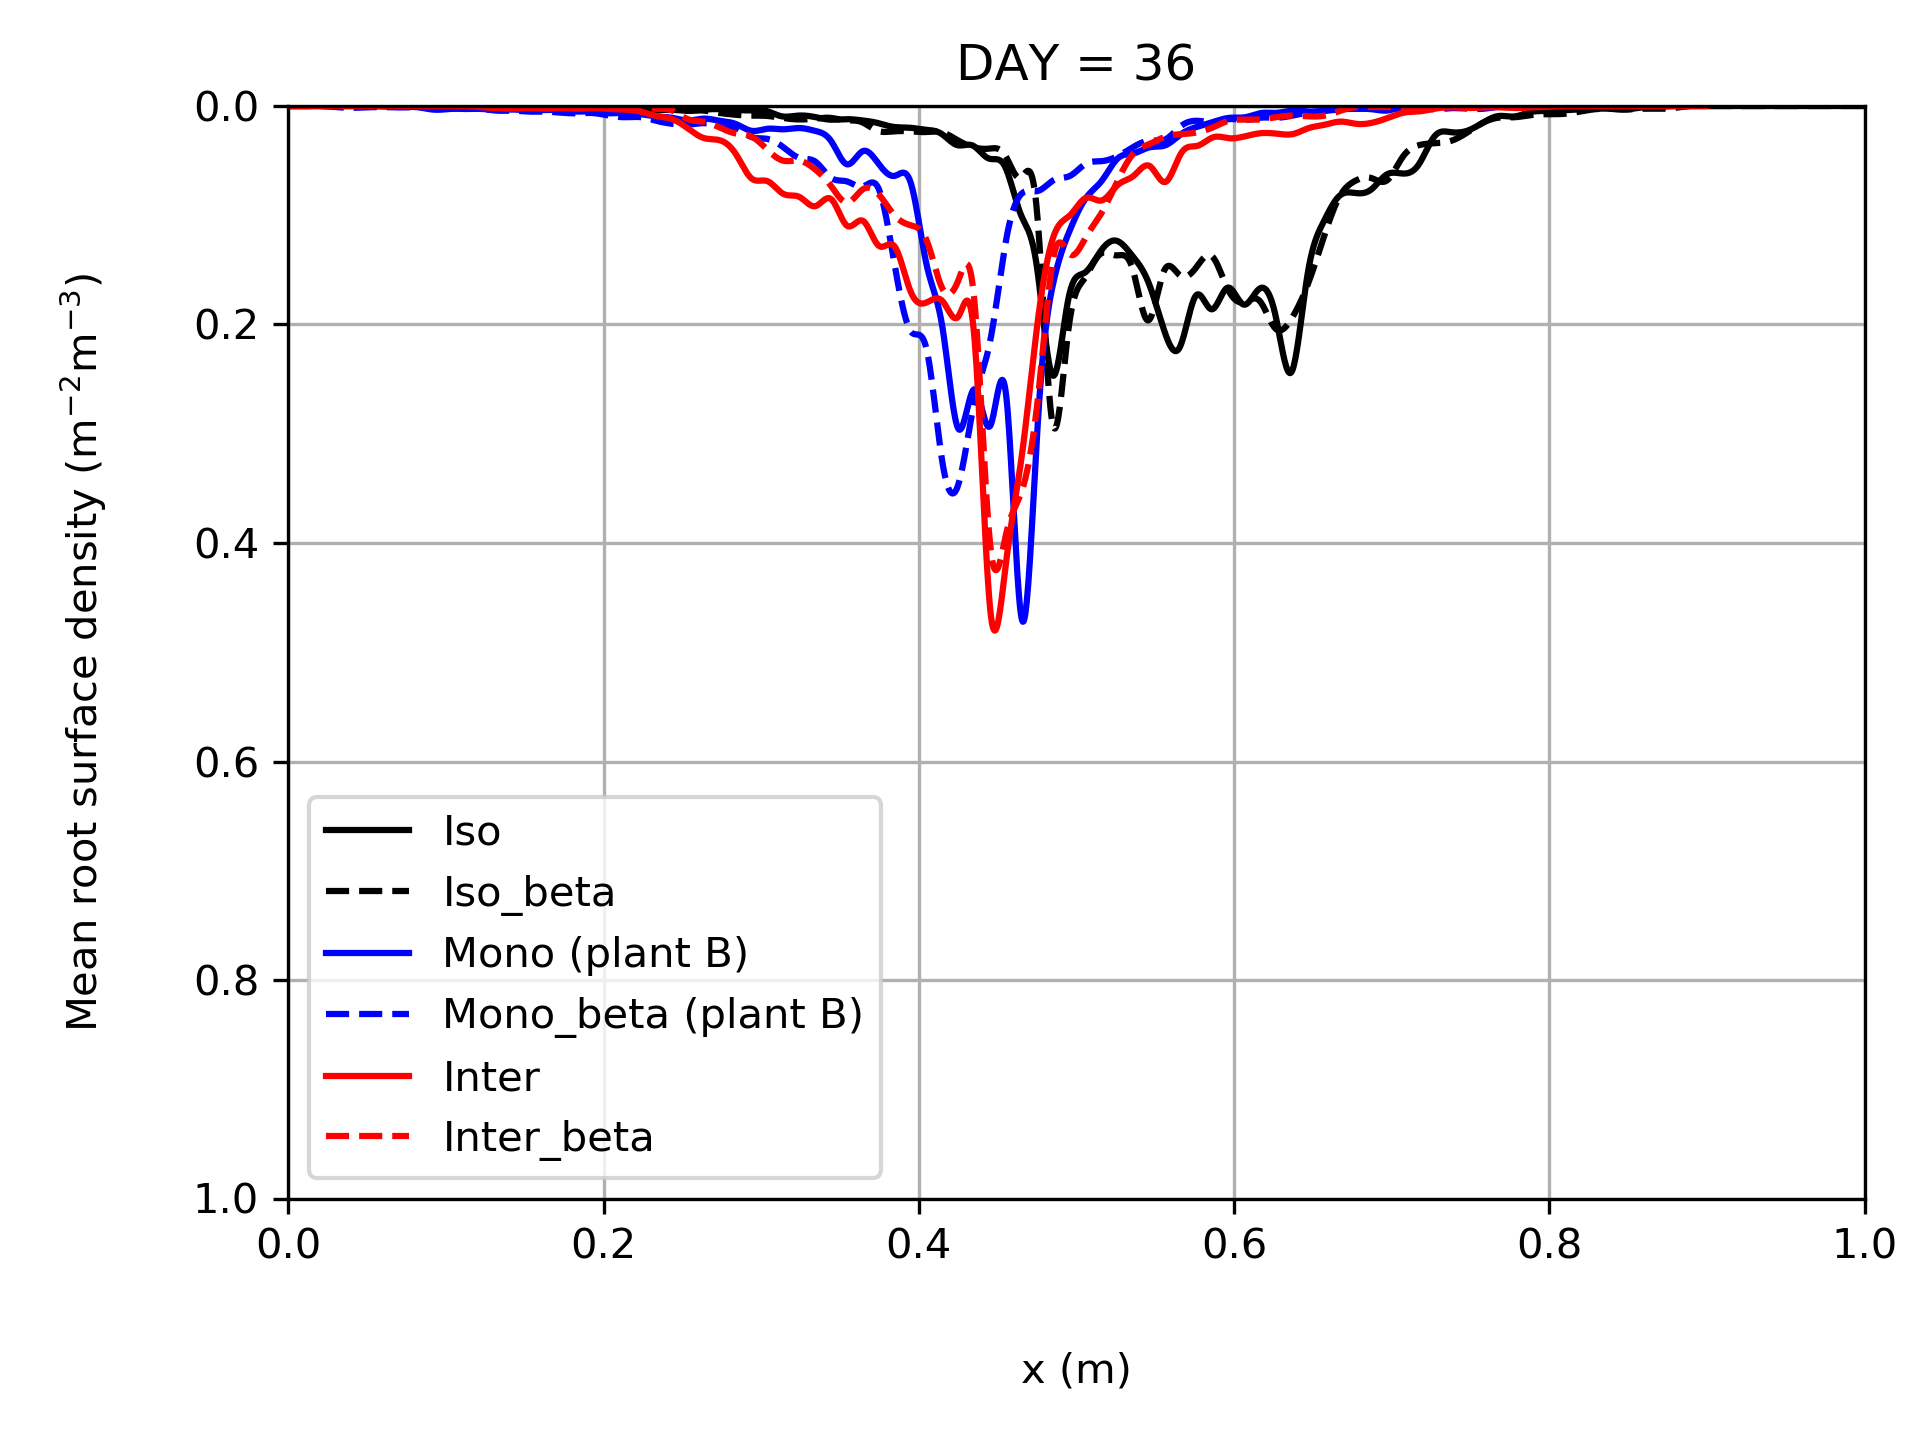 DAY = 36
0.0
0.2
0.4
0.6
0.8
1.0
Mean root surface density (m⁻²m⁻³)
Iso
Iso_beta
Mono (plant B)
Mono_beta (plant B)
Inter
Inter_beta
0.0 0.2 0.4 0.6 0.8 1.0
x (m)